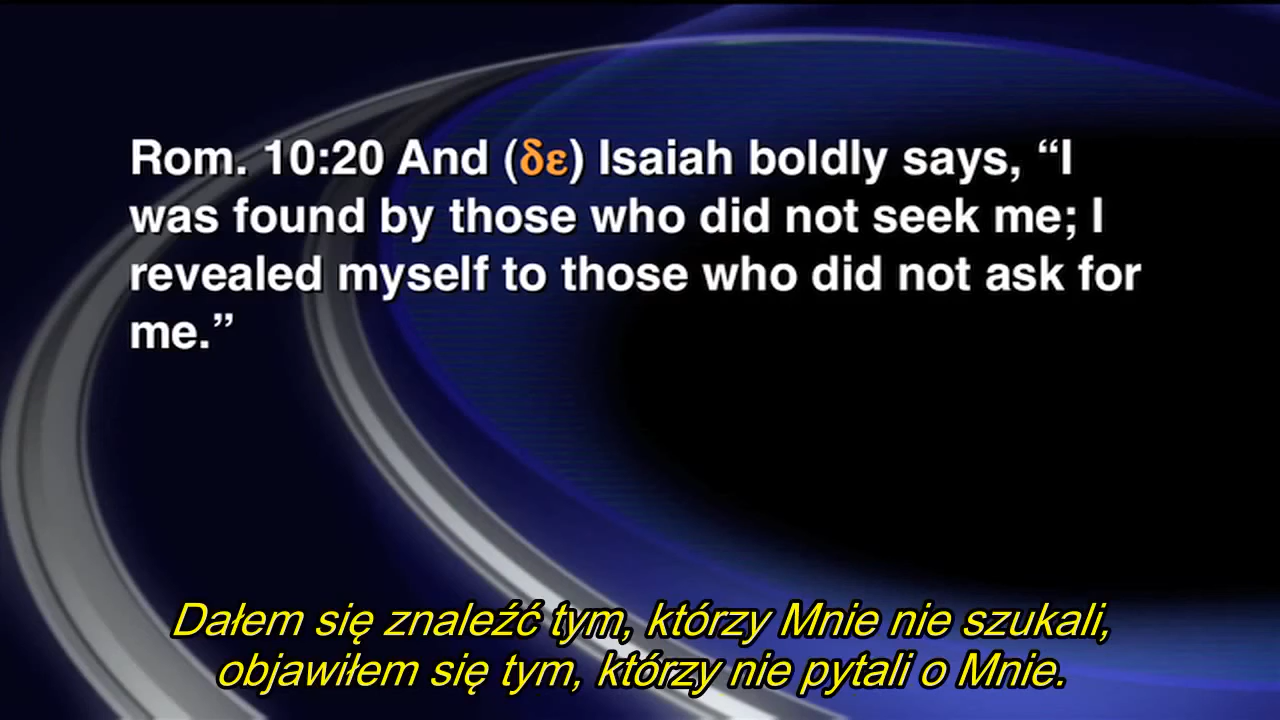 Rom. 10:20 And (δε) Isaiah boldly says, “I
was found by those who did not seek me; I
revealed myself to those who did not ask for
me.”
Dałem się znaleźć tym, którzy Mnie nie szukali,
objawiłem się tym, którzy nie pytali o Mnie.